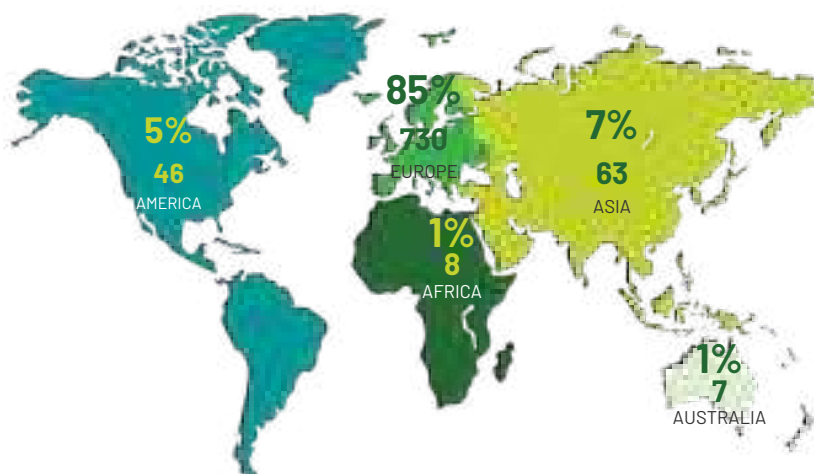 85%
730
EUROPE
5%
46
AMERICA
7%
63
ASIA
1%
8
AFRICA
1%
7
AUSTRALIA